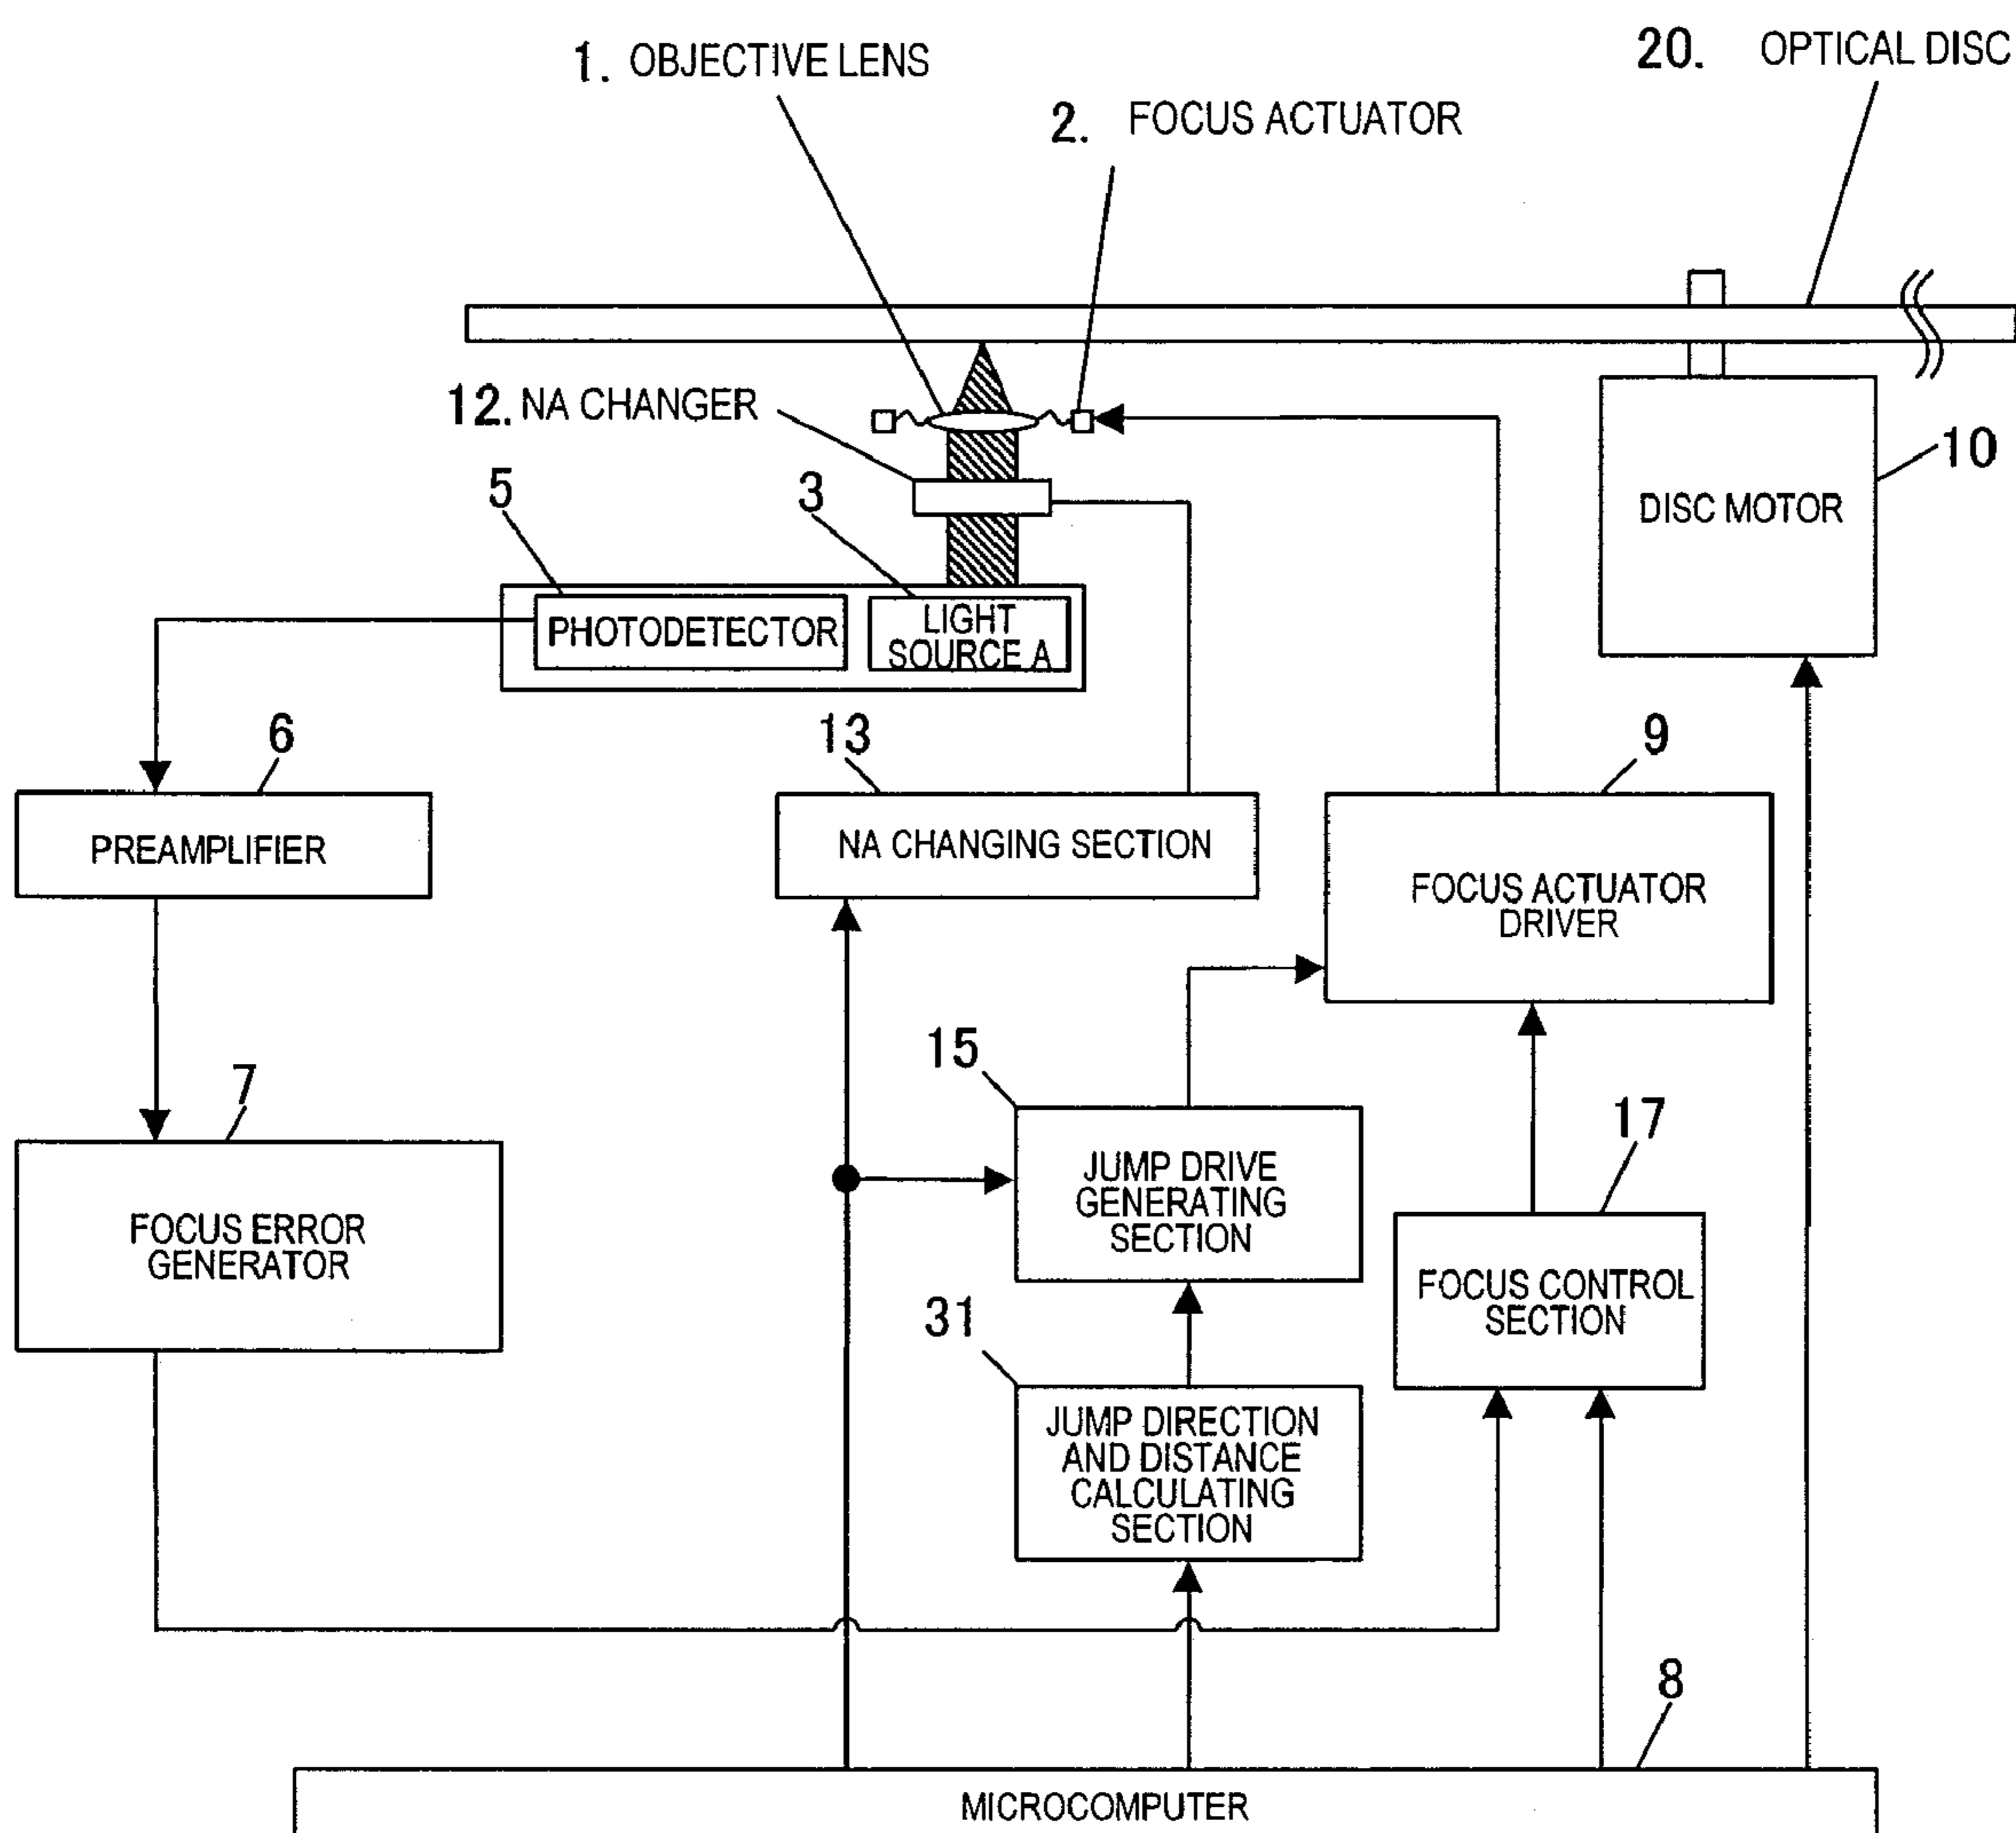 1. OBJECTIVE LENS
20. OPTICAL DISC
2. FOCUS ACTUATOR
12. NA CHANGER
10
DISC MOTOR
5
3
PHOTODETECTOR
LIGHT
SOURCE A
6
13
9
PREAMPLIFIER
NA CHANGING SECTION
FOCUS ACTUATOR
DRIVER
15
7
17
JUMP DRIVE
GENERATING
SECTION
FOCUS ERROR
GENERATOR
FOCUS CONTROL
SECTION
31
JUMP DIRECTION
AND DISTANCE
CALCULATING
SECTION
8
MICROCOMPUTER